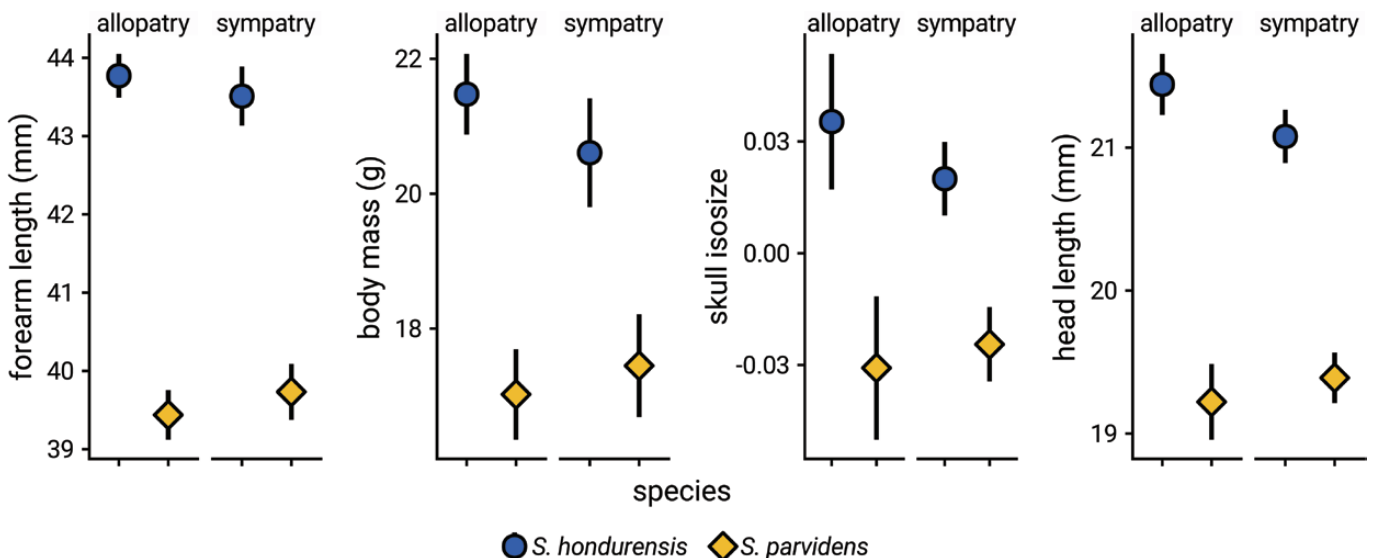 allopatry sympatry
forearm length (mm)
44
43
42
41
40
39
allopatry sympatry
body mass (g)
22
20
18
allopatry sympatry
skull isosize
0.03
0.00
-0.03
allopatry sympatry
head length (mm)
21
20
19
species
S. hondurensis S. parvidens